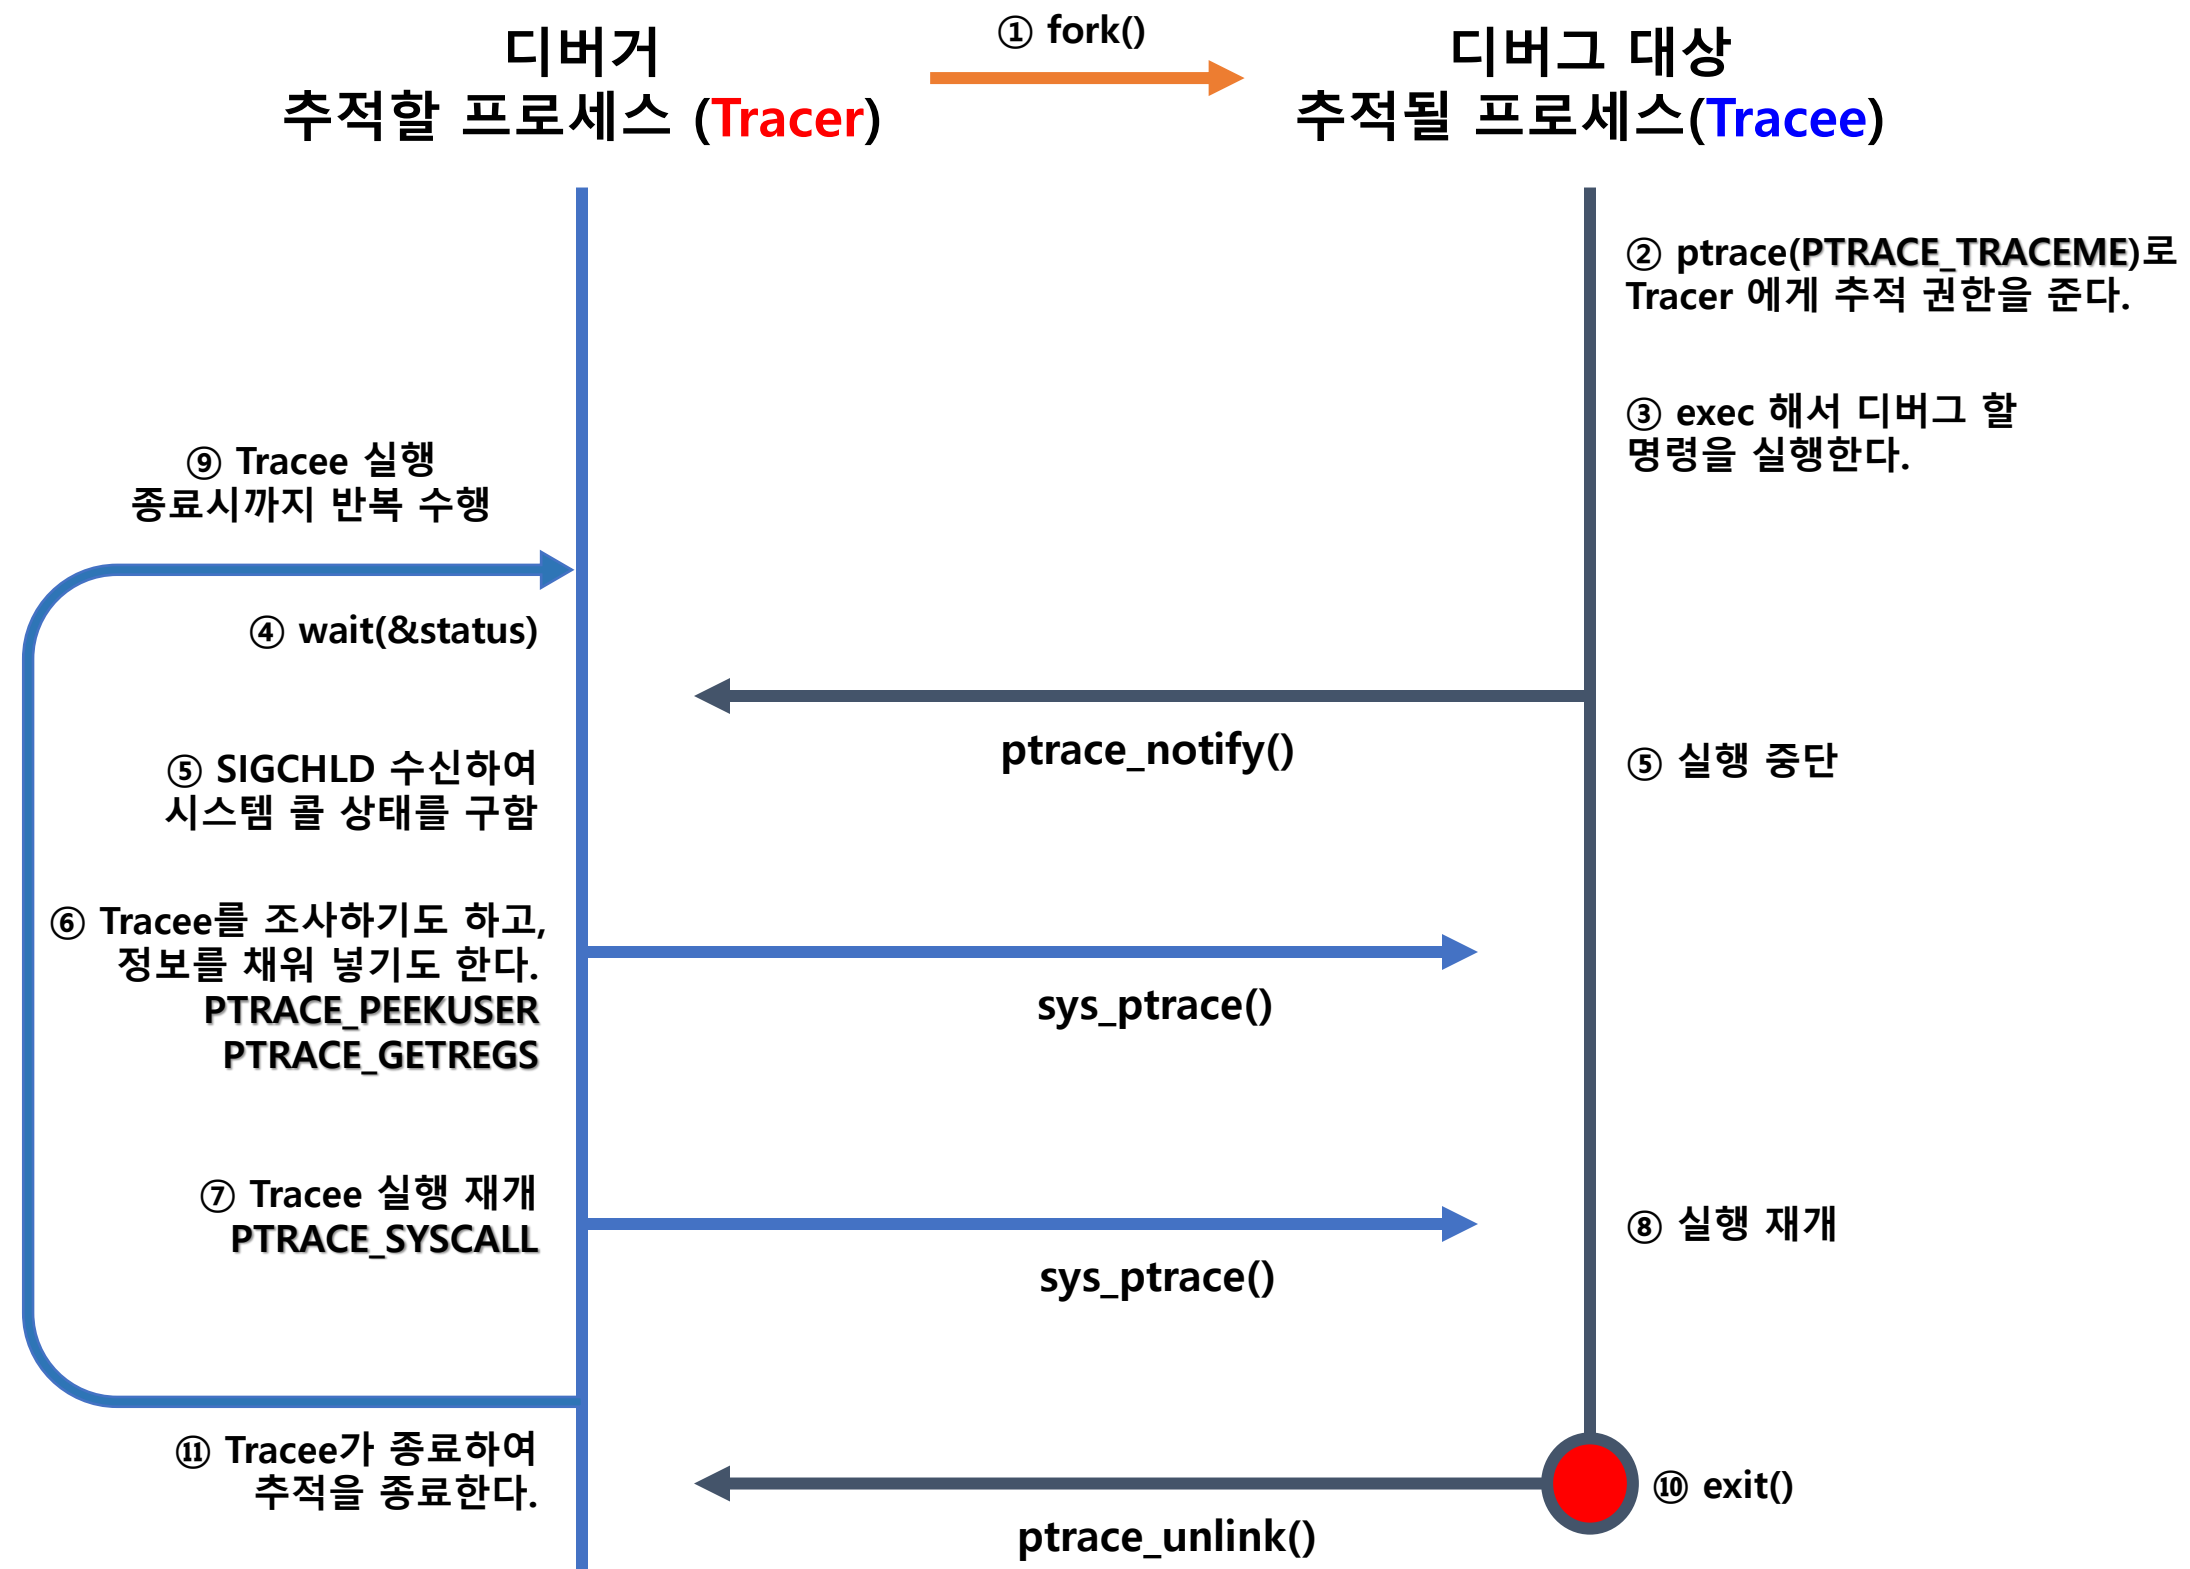 디버거
추적할 프로세스 (Tracer)
① fork()
디버그 대상
추적될 프로세스(Tracee)
② ptrace(PTRACE_TRACEME)로
Tracer 에게 추적 권한을 준다.
③ exec 해서 디버그 할
명령을 실행한다.
⑨ Tracee 실행
종료시까지 반복 수행
④ wait(&status)
ptrace_notify()
⑤ SIGCHLD 수신하여
시스템 콜 상태를 구함
⑤ 실행 중단
⑥ Tracee를 조사하기도 하고,
정보를 채워 넣기도 한다.
PTRACE_PEEKUSER
PTRACE_GETREGS
sys_ptrace()
⑦ Tracee 실행 재개
PTRACE_SYSCALL
sys_ptrace()
⑧ 실행 재개
⑪ Tracee가 종료하여
추적을 종료한다.
⑩ exit()
ptrace_unlink()